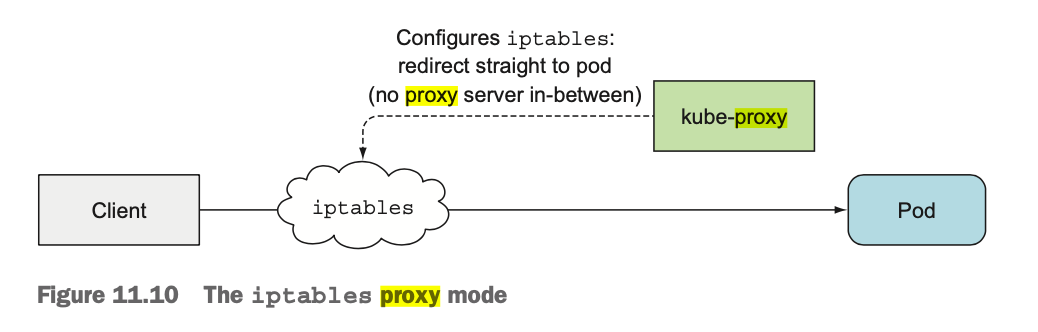 Configures iptables:
redirect straight to pod
(no proxy server in-between)
kube-proxy
Client
iptables
Pod
Figure 11.10 The iptables proxy mode